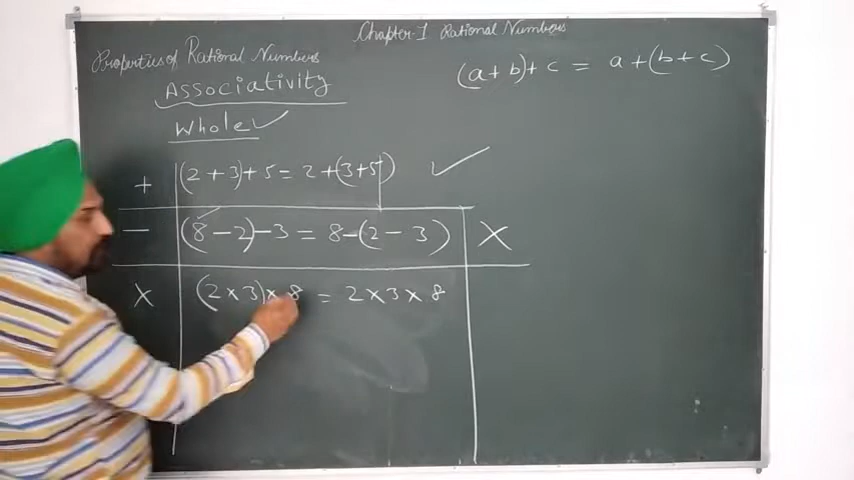 Chapter-1 Rational Numbers
Properties of Rational Numbers
(a+b)+c = a+(b+c)
Associativity
Whole ✓
+ (2+3)+5 = 2+(3+5) ✓
- (8-2)-3 = 8-(2-3) X
× (2×3)×8 = 2×3×8